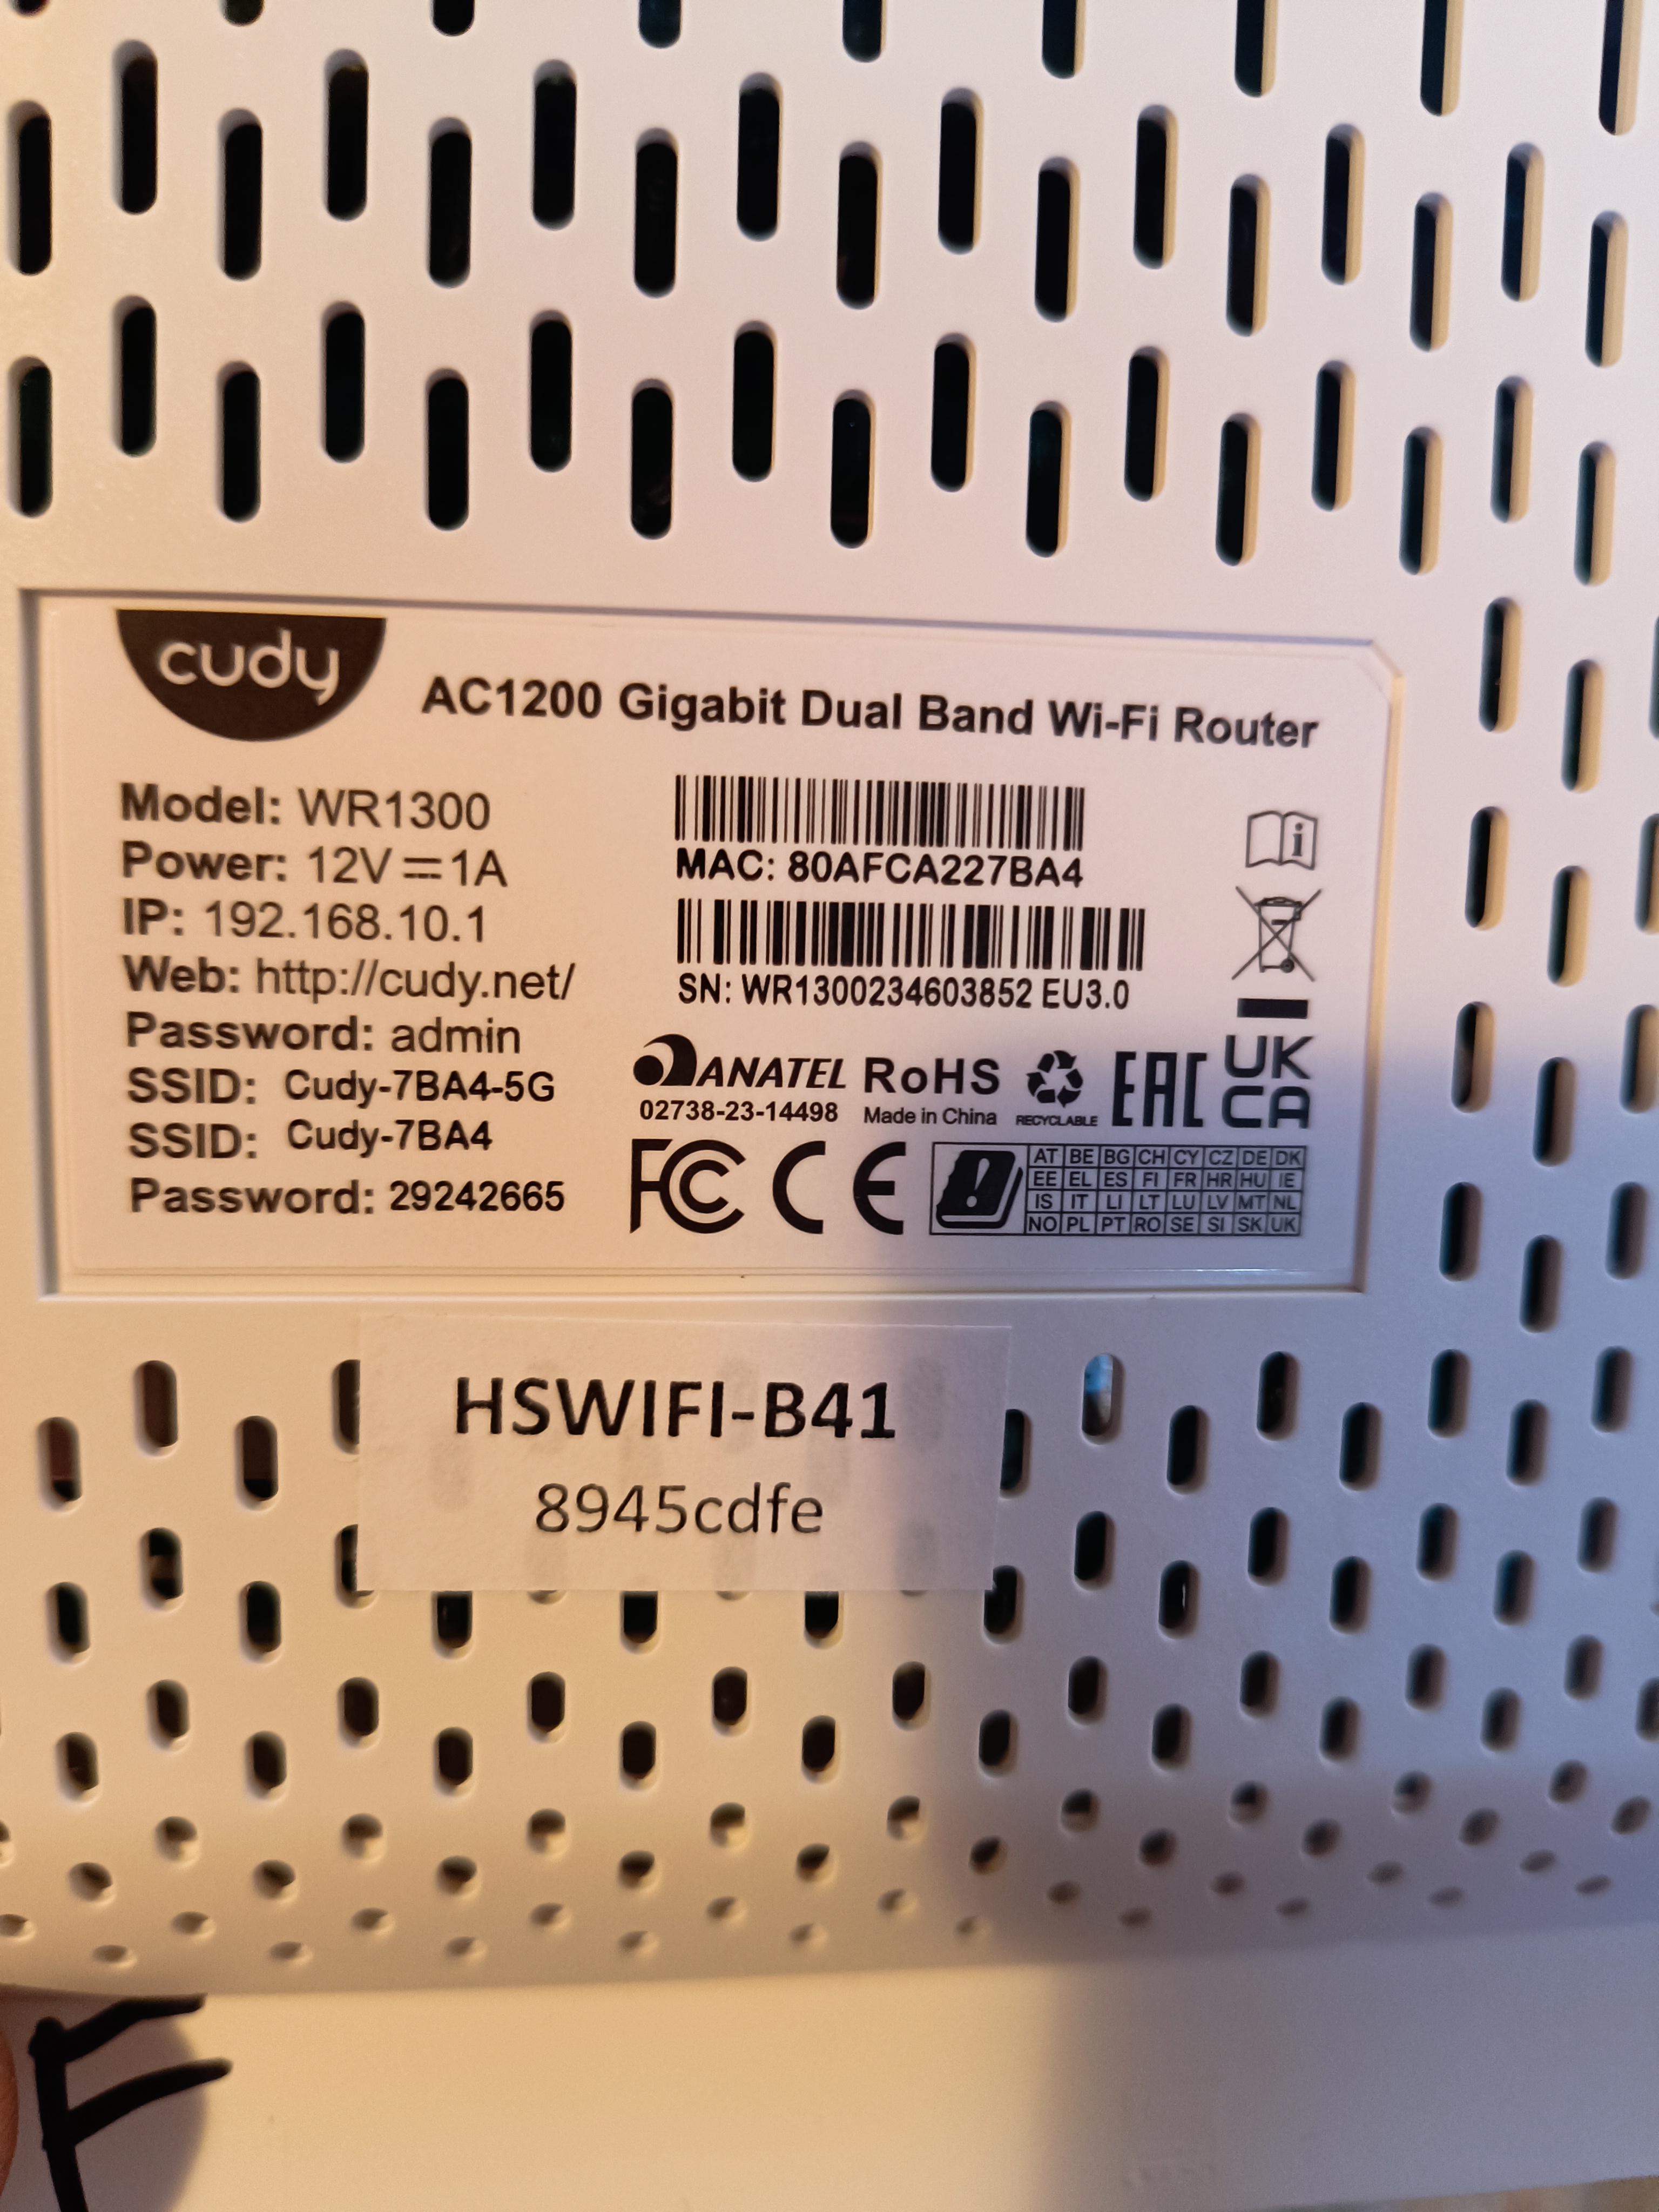 cudy
AC1200 Gigabit Dual Band Wi-Fi Router
Model: WR1300
Power: 12V⎓1A
IP: 192.168.10.1
Web: http://cudy.net/
Password: admin
SSID: Cudy-7BA4-5G
SSID: Cudy-7BA4
Password: 29242665
MAC: 80AFCA227BA4
SN: WR1300234603852 EU3.0
ANATEL
02738-23-14498
RoHS
Made in China
RECYCLABLE
EAC
UK
CA
FC CE
AT BE BG CH CY CZ DE DK
EE EL ES FI FR HR HU IE
IS IT LI LT LU LV MT NL
NO PL PT RO SE SI SK UK
HSWIFI-B41
8945cdfe
F